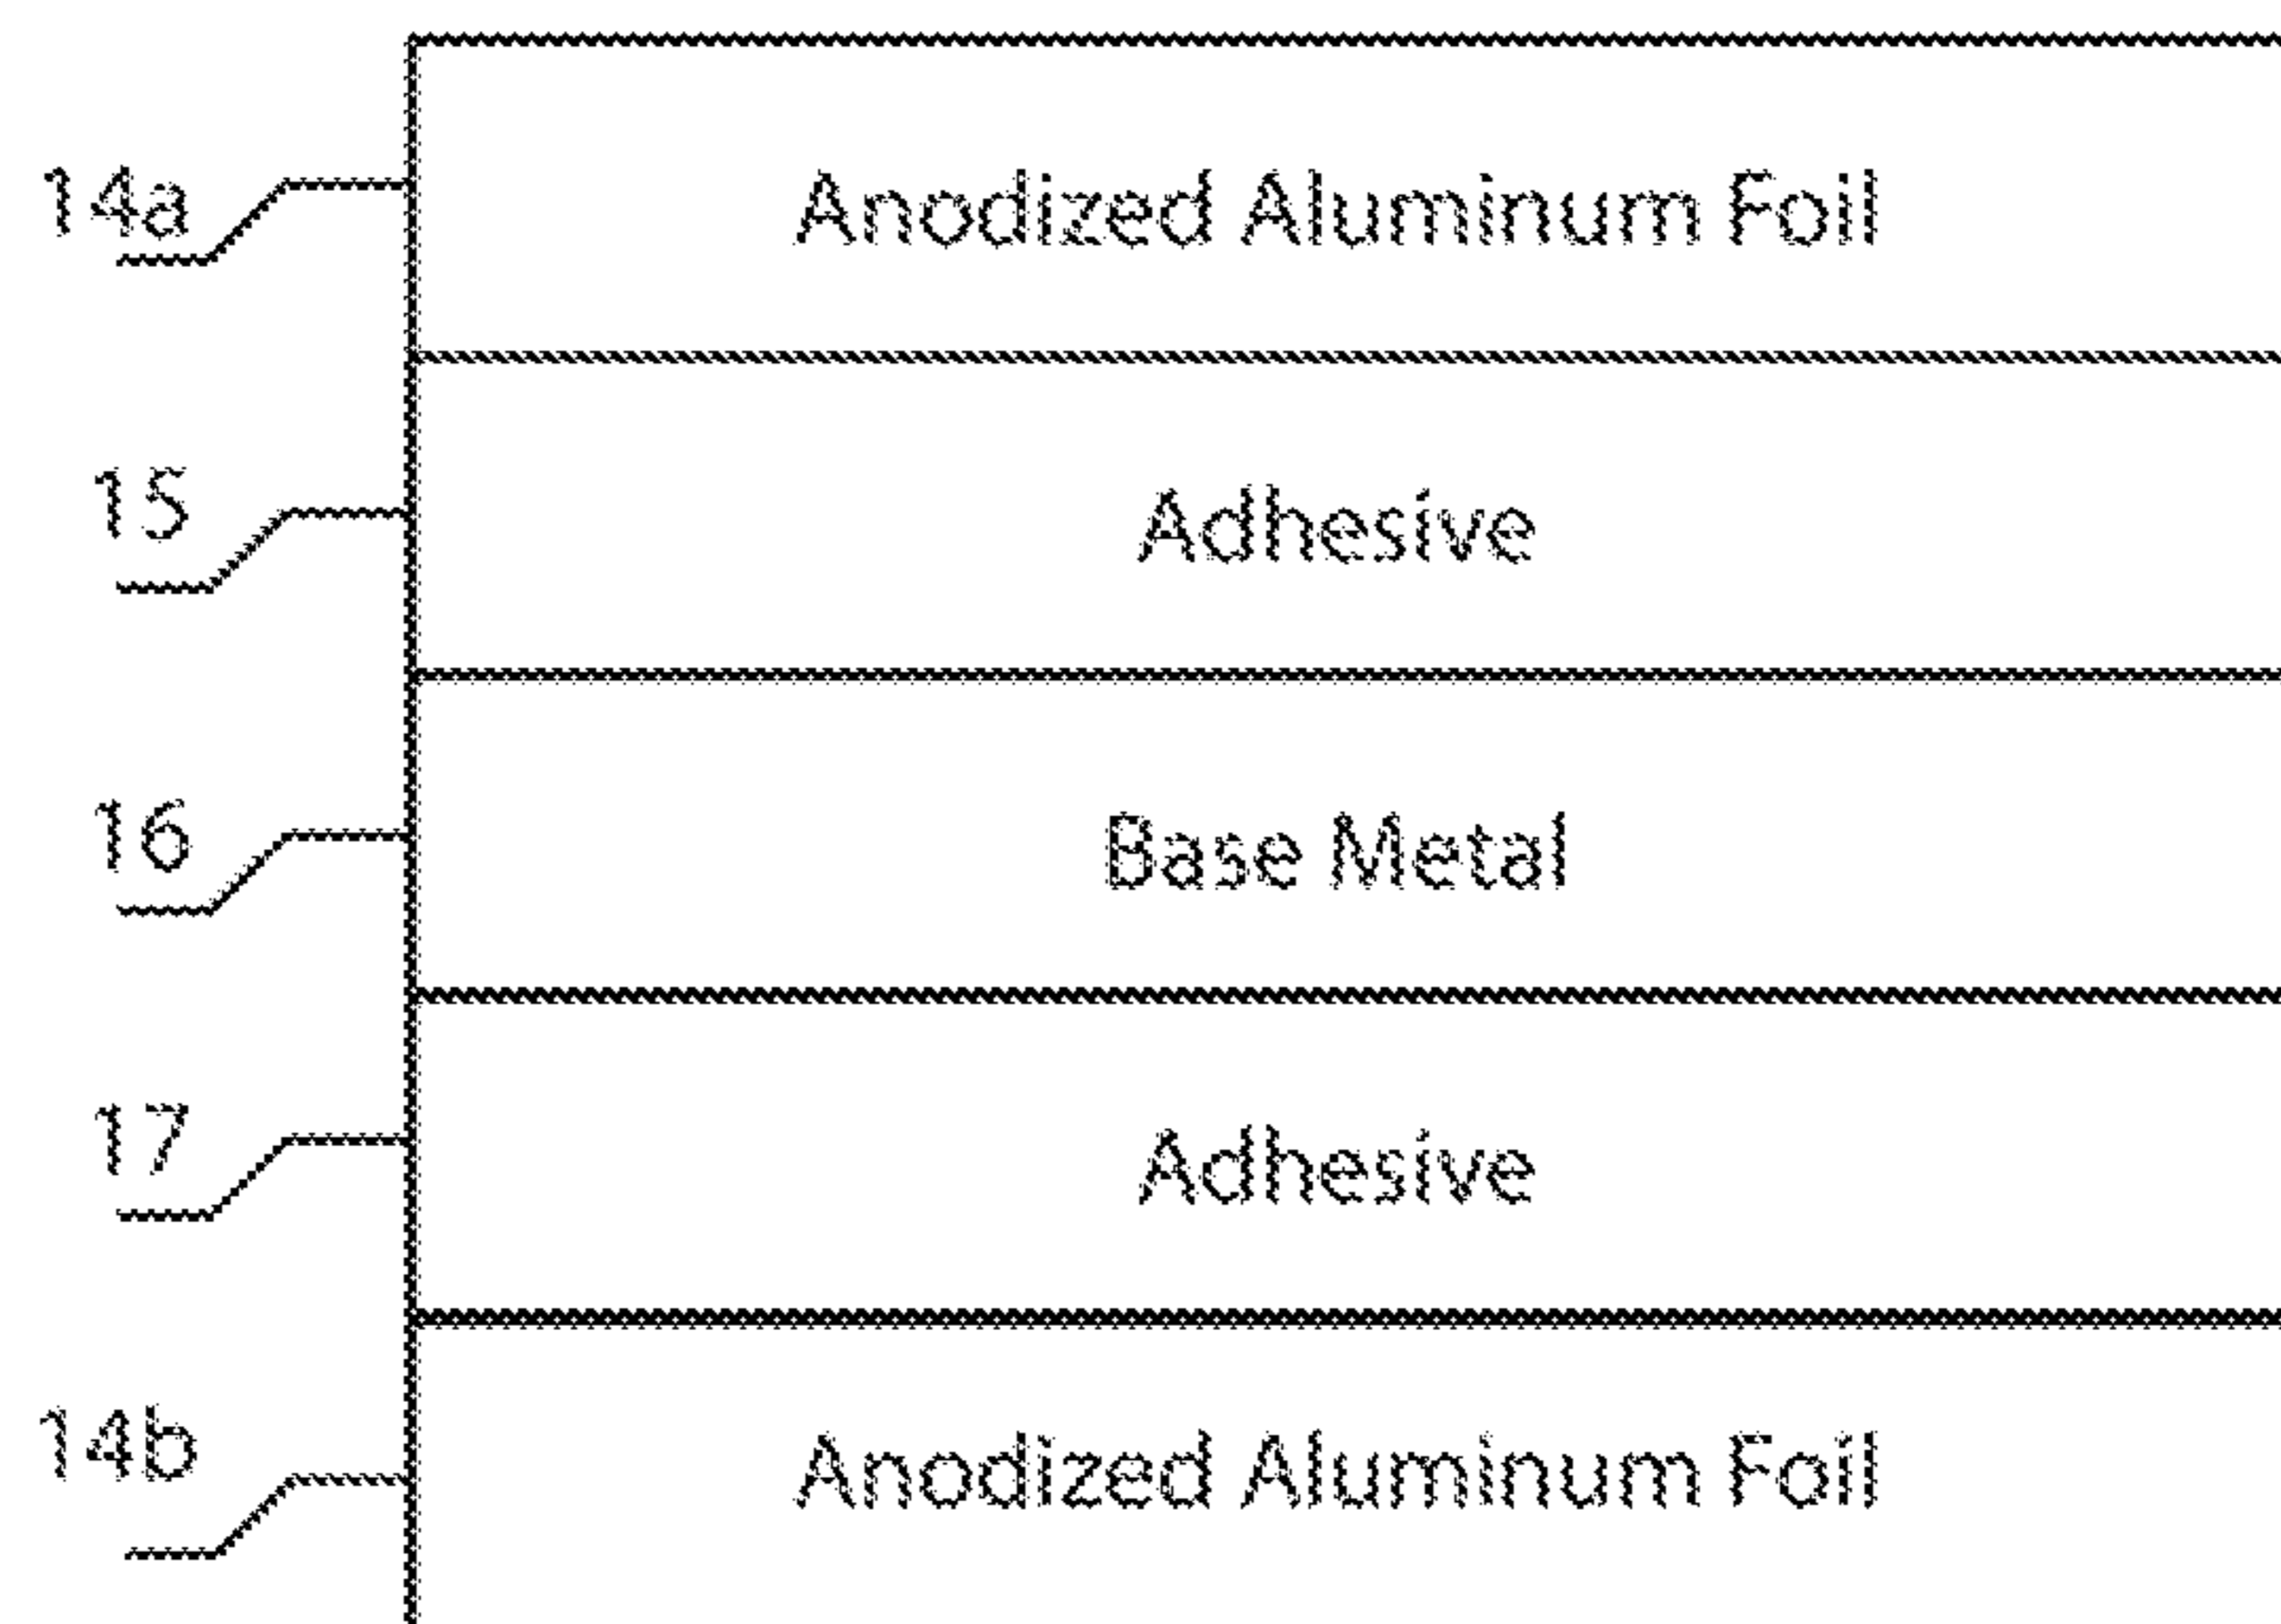 14a
Anodized Aluminum Foil
15
Adhesive
16
Base Metal
17
Adhesive
14b
Anodized Aluminum Foil